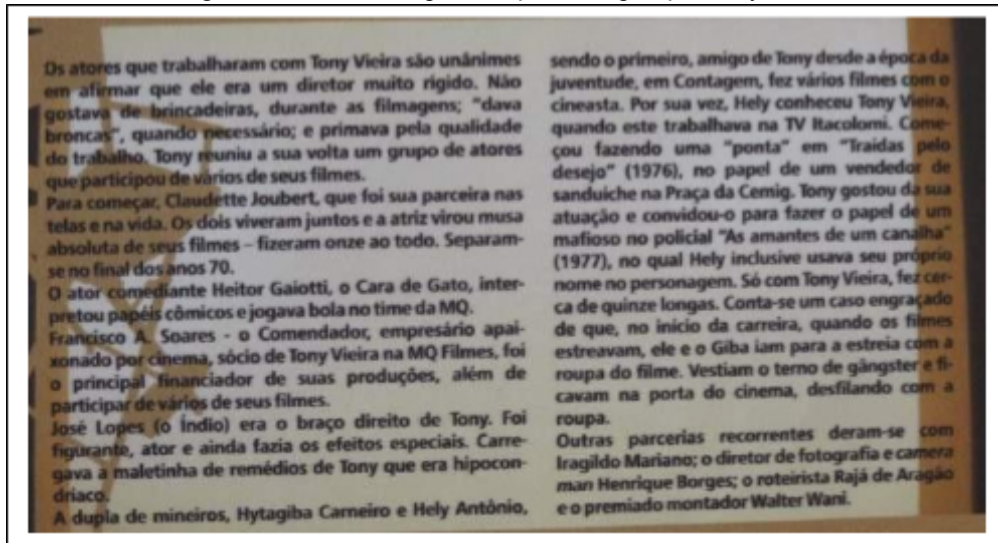 Os atores que trabalharam com Tony Vieira são unânimes
em afirmar que ele era um diretor muito rígido. Não
gostava de brincadeiras, durante as filmagens; "dava
broncas", quando necessário; e primava pela qualidade
do trabalho. Tony reuniu a sua volta um grupo de atores
que participou de vários de seus filmes.
Para começar, Claudette Joubert, que foi sua parceira nas
telas e na vida. Os dois viveram juntos e a atriz virou musa
absoluta de seus filmes – fizeram onze ao todo. Separam-
se no final dos anos 70.
O ator comediante Heitor Gaiotti, o Cara de Gato, inter-
pretou papéis cômicos e jogava bola no time da MQ.
Francisco A. Soares - o Comendador, empresário apai-
xonado por cinema, sócio de Tony Vieira na MQ Filmes, foi
o principal financiador de suas produções, além de
participar de vários de seus filmes.
José Lopes (o Índio) era o braço direito de Tony. Foi
figurante, ator e ainda fazia os efeitos especiais. Carre-
gava a maletinha de remédios de Tony que era hipocon-
dríaco.
A dupla de mineiros, Hytagiba Carneiro e Hely Antônio,
sendo o primeiro, amigo de Tony desde a época da
juventude, em Contagem, fez vários filmes com o
cineasta. Por sua vez, Hely conheceu Tony Vieira,
quando este trabalhava na TV Itacolomi. Come-
çou fazendo uma "ponta" em "Traídas pelo
desejo" (1976), no papel de um vendedor de
sanduiche na Praça da Cemig. Tony gostou da sua
atuação e convidou-o para fazer o papel de um
mafioso no policial "As amantes de um canalha"
(1977), no qual Hely inclusive usava seu próprio
nome no personagem. Só com Tony Vieira, fez cer-
ca de quinze longas. Conta-se um caso engraçado
de que, no início da carreira, quando os filmes
estreavam, ele e o Giba iam para a estreia com a
roupa do filme. Vestiam o terno de gângster e fi-
cavam na porta do cinema, desfilando com a
roupa.
Outras parcerias recorrentes deram-se com
Iragildo Mariano; o diretor de fotografia e camera
man Henrique Borges; o roteirista Rajá de Aragão
e o premiado montador Walter Wani.